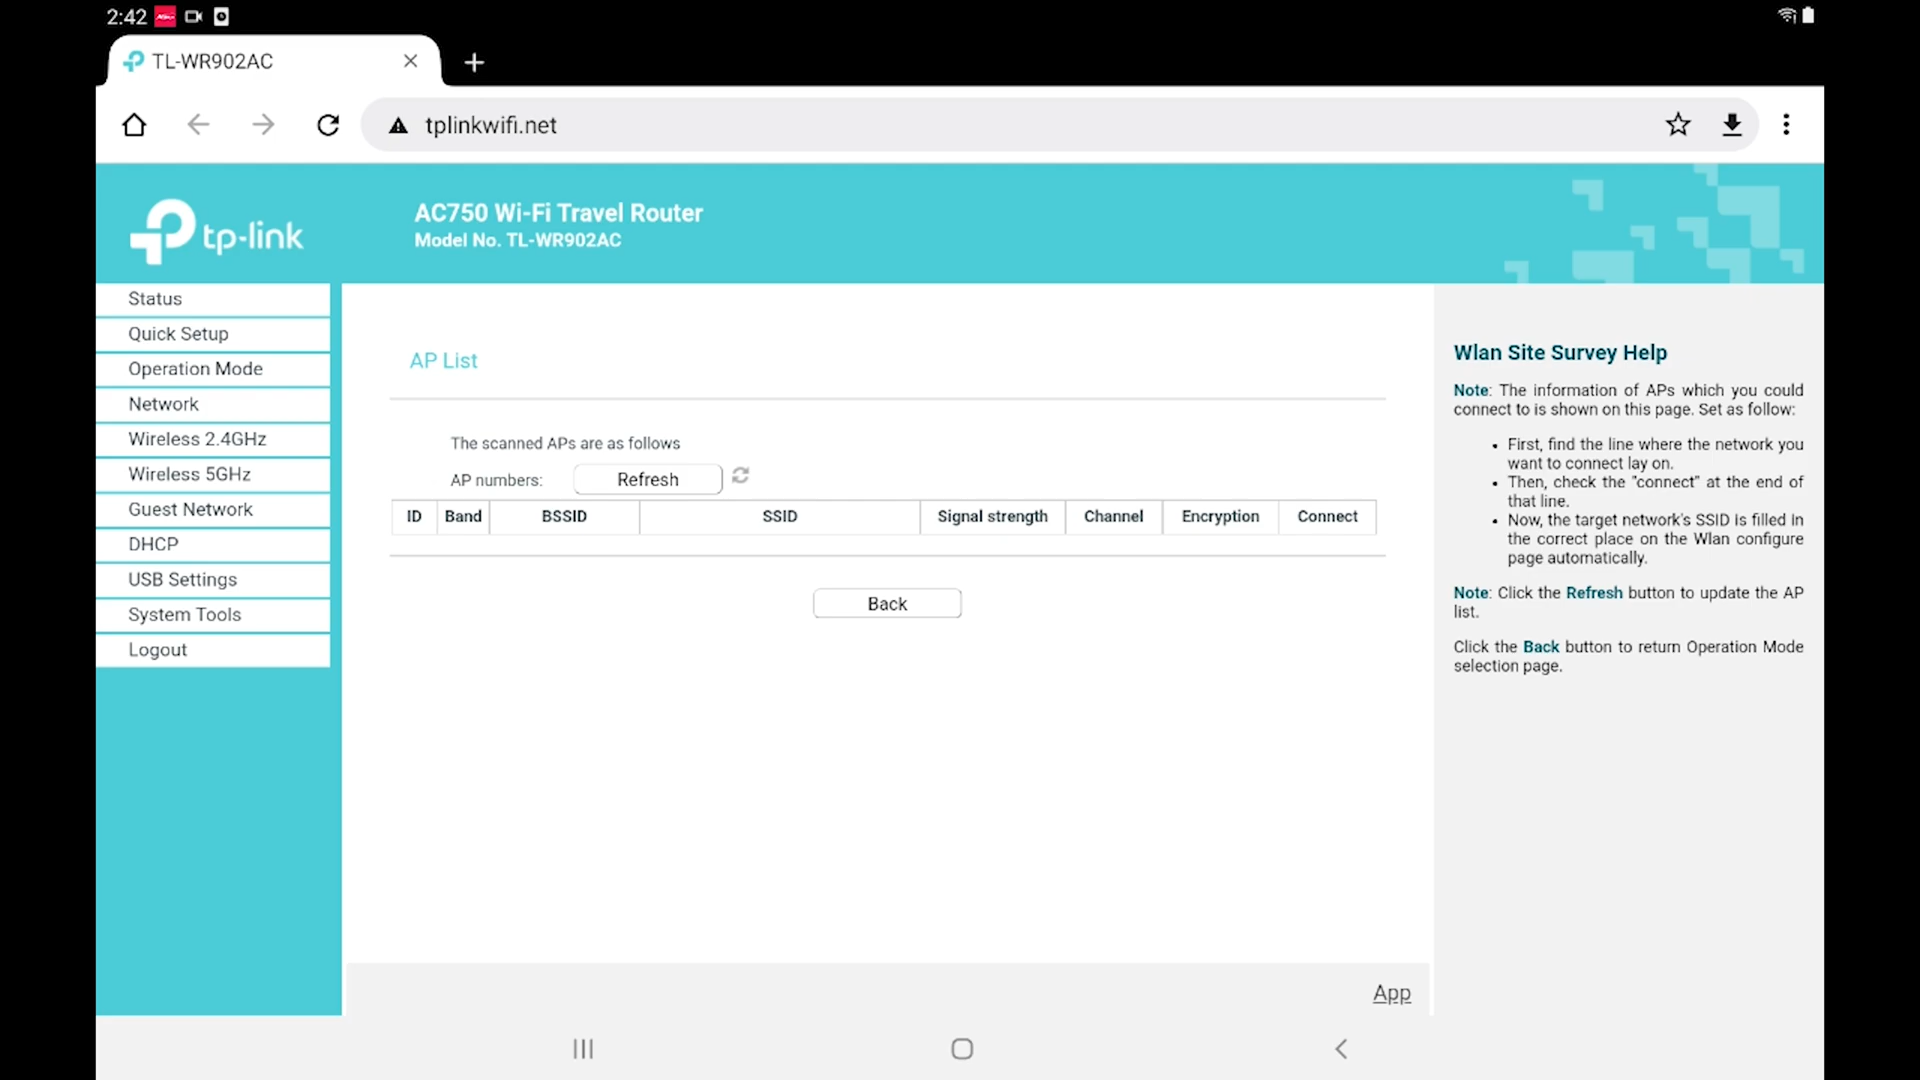 2:42
TL-WR902AC
tplinkwifi.net
tp-link
AC750 Wi-Fi Travel Router
Model No. TL-WR902AC
Status
Quick Setup
Operation Mode
Network
Wireless 2.4GHz
Wireless 5GHz
Guest Network
DHCP
USB Settings
System Tools
Logout
AP List
The scanned APs are as follows
AP numbers: Refresh
ID Band BSSID SSID Signal strength Channel Encryption Connect
Back
Wlan Site Survey Help
Note: The information of APs which you could
connect to is shown on this page. Set as follow:
• First, find the line where the network you
want to connect lay on.
• Then, check the "connect" at the end of
that line.
• Now, the target network's SSID is filled in
the correct place on the Wlan configure
page automatically.
Note: Click the Refresh button to update the AP
list.
Click the Back button to return Operation Mode
selection page.
App